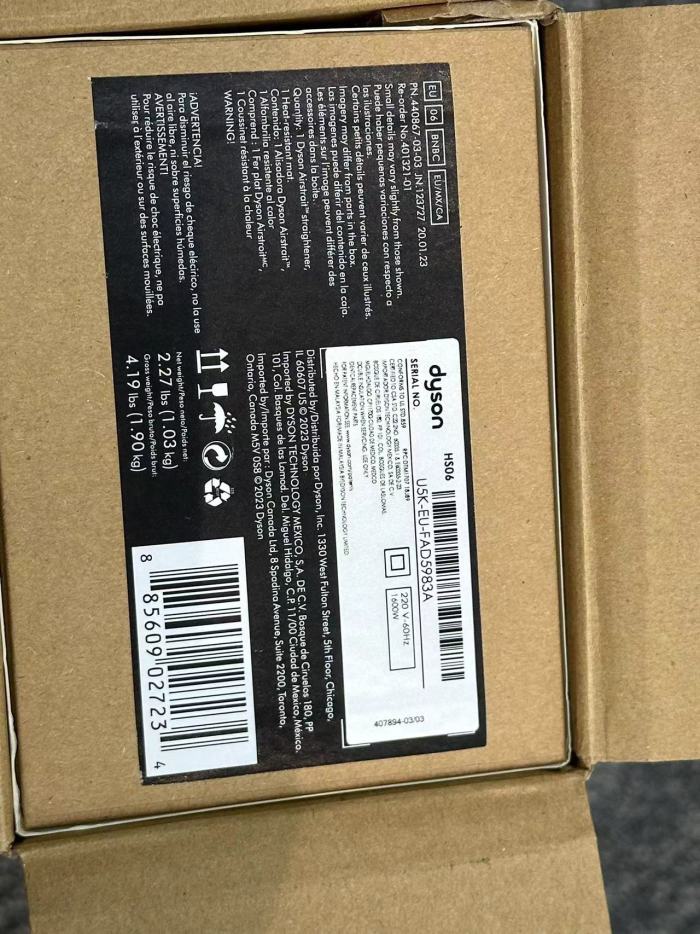 EU 06 BNBC EU/MX/CA
PN.440867-03-03 JN.123727 20.01.23
Re-order No.401321-01
Small details may vary slightly from those shown.
Puede haber pequenas variaciones con respecto a
las ilustraciones.
Certains petits détails peuvent varier de ceux illustrés.
Imagery may differ from parts in the box.
Las imagenes puede diferir del contenido en la caja.
Les éléments sur l'image peuvent différer des
accessoires dans la boîte.
Quantity: 1 Dyson Airstrait™ straightener,
1 Heat-resistant mat.
Contenido: 1 Alisadora Dyson Airstrait™,
1 Alfombrilla resistente al calor
Comprend : 1 Fer plat Dyson Airstrait
1 Coussinet résistant à la chaleur
WARNING!
¡ADVERTENCIA!
Para disminuir el riesgo de cheque eléctrico, no la use
al aire libre, ni sobre superficies húmedas.
AVERTISSEMENT!
Pour réduire le risque de choc électrique, ne pa
utiliser à l'extérieur ou sur des surfaces mouillées.
dyson HS06
SERIAL NO. U5K-EU-FAD5983A
220 V-60Hz
1600W
407894-03/03
Distributed by/Distribuida por Dyson, Inc. 1330 West Fulton Street, 5th Floor, Chicago,
IL 60607 US © 2023 Dyson
Imported by DYSON TECHNOLOGY MEXICO, S.A. DE C.V. Bosque de Ciruelos 180, PP
101, Col. Bosques de las Lomad. Del. Miguel Hidalgo, C.P. 11/00 Ciudad de Mexico, México.
Imported by/Importe par : Dyson Canada Ltd, 8 Spadina Avenue, Suite 2200, Toronto,
Ontario, Canada M5V 0S8 © 2023 Dyson
Net weight/Peso neto/Poids net:
2.27 lbs (1.03 kg)
Gross weight/Peso bruto/Poids brut:
4.19 lbs (1.90 kg)
8 85609 02723 4